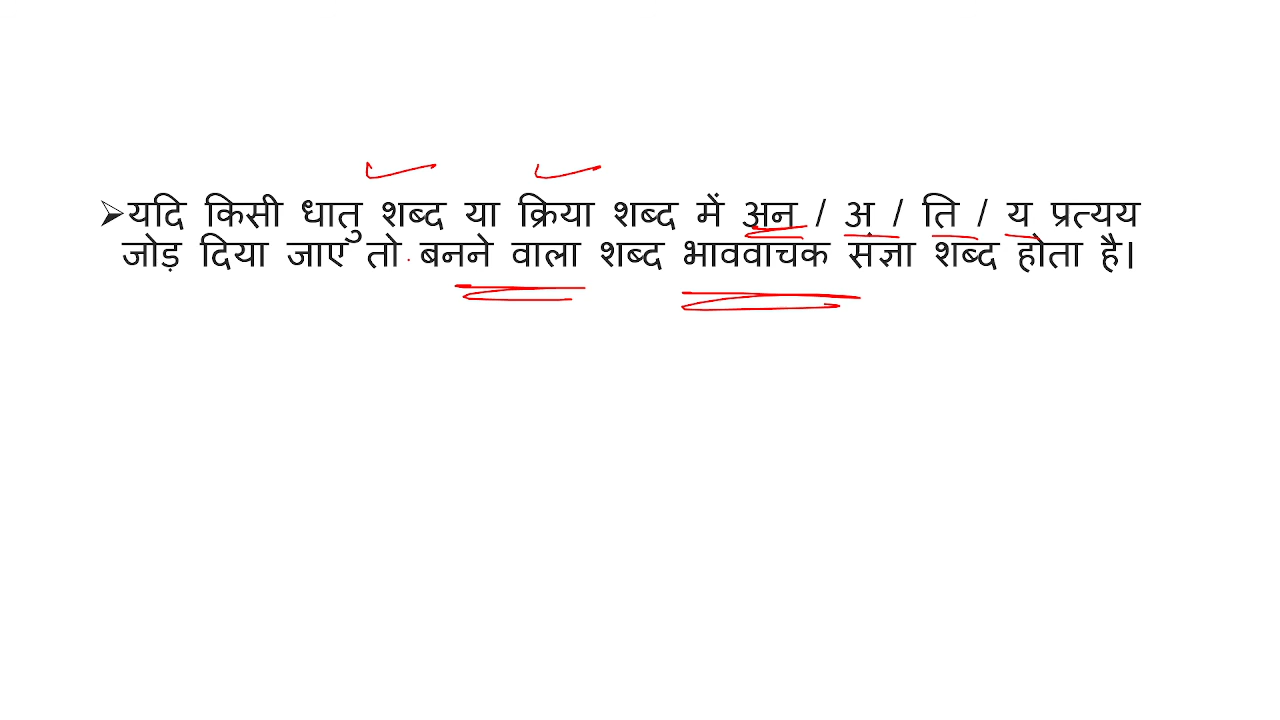 ➢यदि किसी धातु शब्द या क्रिया शब्द में अन / अ / ति / य प्रत्यय
जोड़ दिया जाए तो बनने वाला शब्द भाववाचक संज्ञा शब्द होता है।